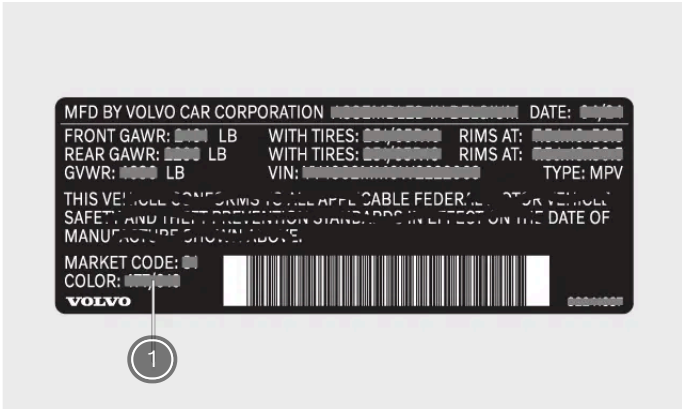 MFD BY VOLVO CAR CORPORATION DATE:
FRONT GAWR: LB WITH TIRES: RIMS AT:
REAR GAWR: LB WITH TIRES: RIMS AT:
GVWR: LB VIN: TYPE: MPV
THIS VEHICLE CONFORMS TO ALL APPLICABLE FEDERAL MOTOR VEHICLE
SAFETY AND THEFT PREVENTION STANDARDS IN EFFECT ON THE DATE OF
MANUFACTURE SHOWN ABOVE.
MARKET CODE:
COLOR:
VOLVO
1